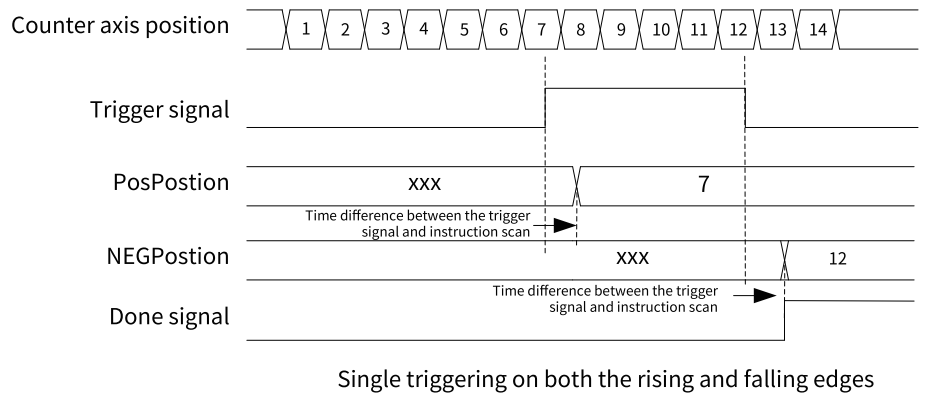 Counter axis position 1 2 3 4 5 6 7 8 9 10 11 12 13 14
Trigger signal
PosPostion xxx 7
Time difference between the trigger
signal and instruction scan
NEGPostion xxx 12
Time difference between the trigger
signal and instruction scan
Done signal
Single triggering on both the rising and falling edges